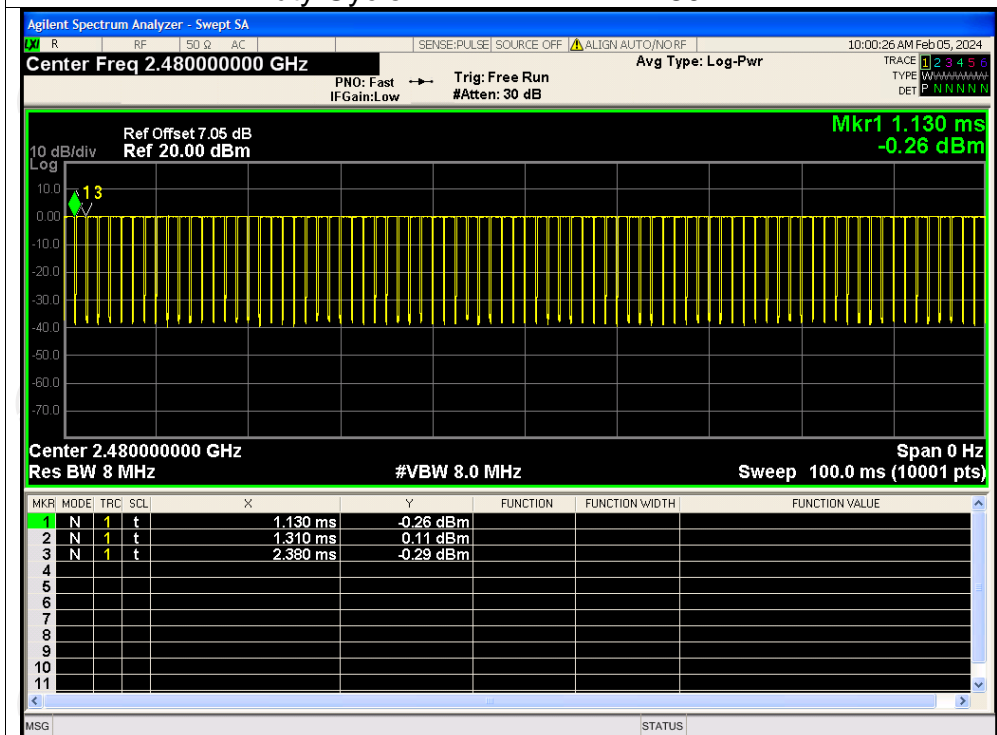 Agilent Spectrum Analyzer - Swept SA
LXI R RF 50 Ω AC SENSE:PULSE SOURCE OFF ALIGN AUTO/NO RF 10:00:26 AM Feb 05, 2024
Center Freq 2.480000000 GHz Avg Type: Log-Pwr TRACE 1 2 3 4 5 6
PNO: Fast Trig: Free Run TYPE W
IFGain:Low #Atten: 30 dB DET P N N N N N
Mkr1 1.130 ms
Ref Offset 7.05 dB
10 dB/div Ref 20.00 dBm -0.26 dBm
Log
10.0
1 3
0.00
-10.0
-20.0
-30.0
-40.0
-50.0
-60.0
-70.0
Center 2.480000000 GHz Span 0 Hz
Res BW 8 MHz #VBW 8.0 MHz Sweep 100.0 ms (10001 pts)
MKR MODE TRC SCL X Y FUNCTION FUNCTION WIDTH FUNCTION VALUE
1 N 1 t 1.130 ms -0.26 dBm
2 N 1 t 1.310 ms 0.11 dBm
3 N 1 t 2.380 ms -0.29 dBm
4
5
6
7
8
9
10
11
MSG STATUS